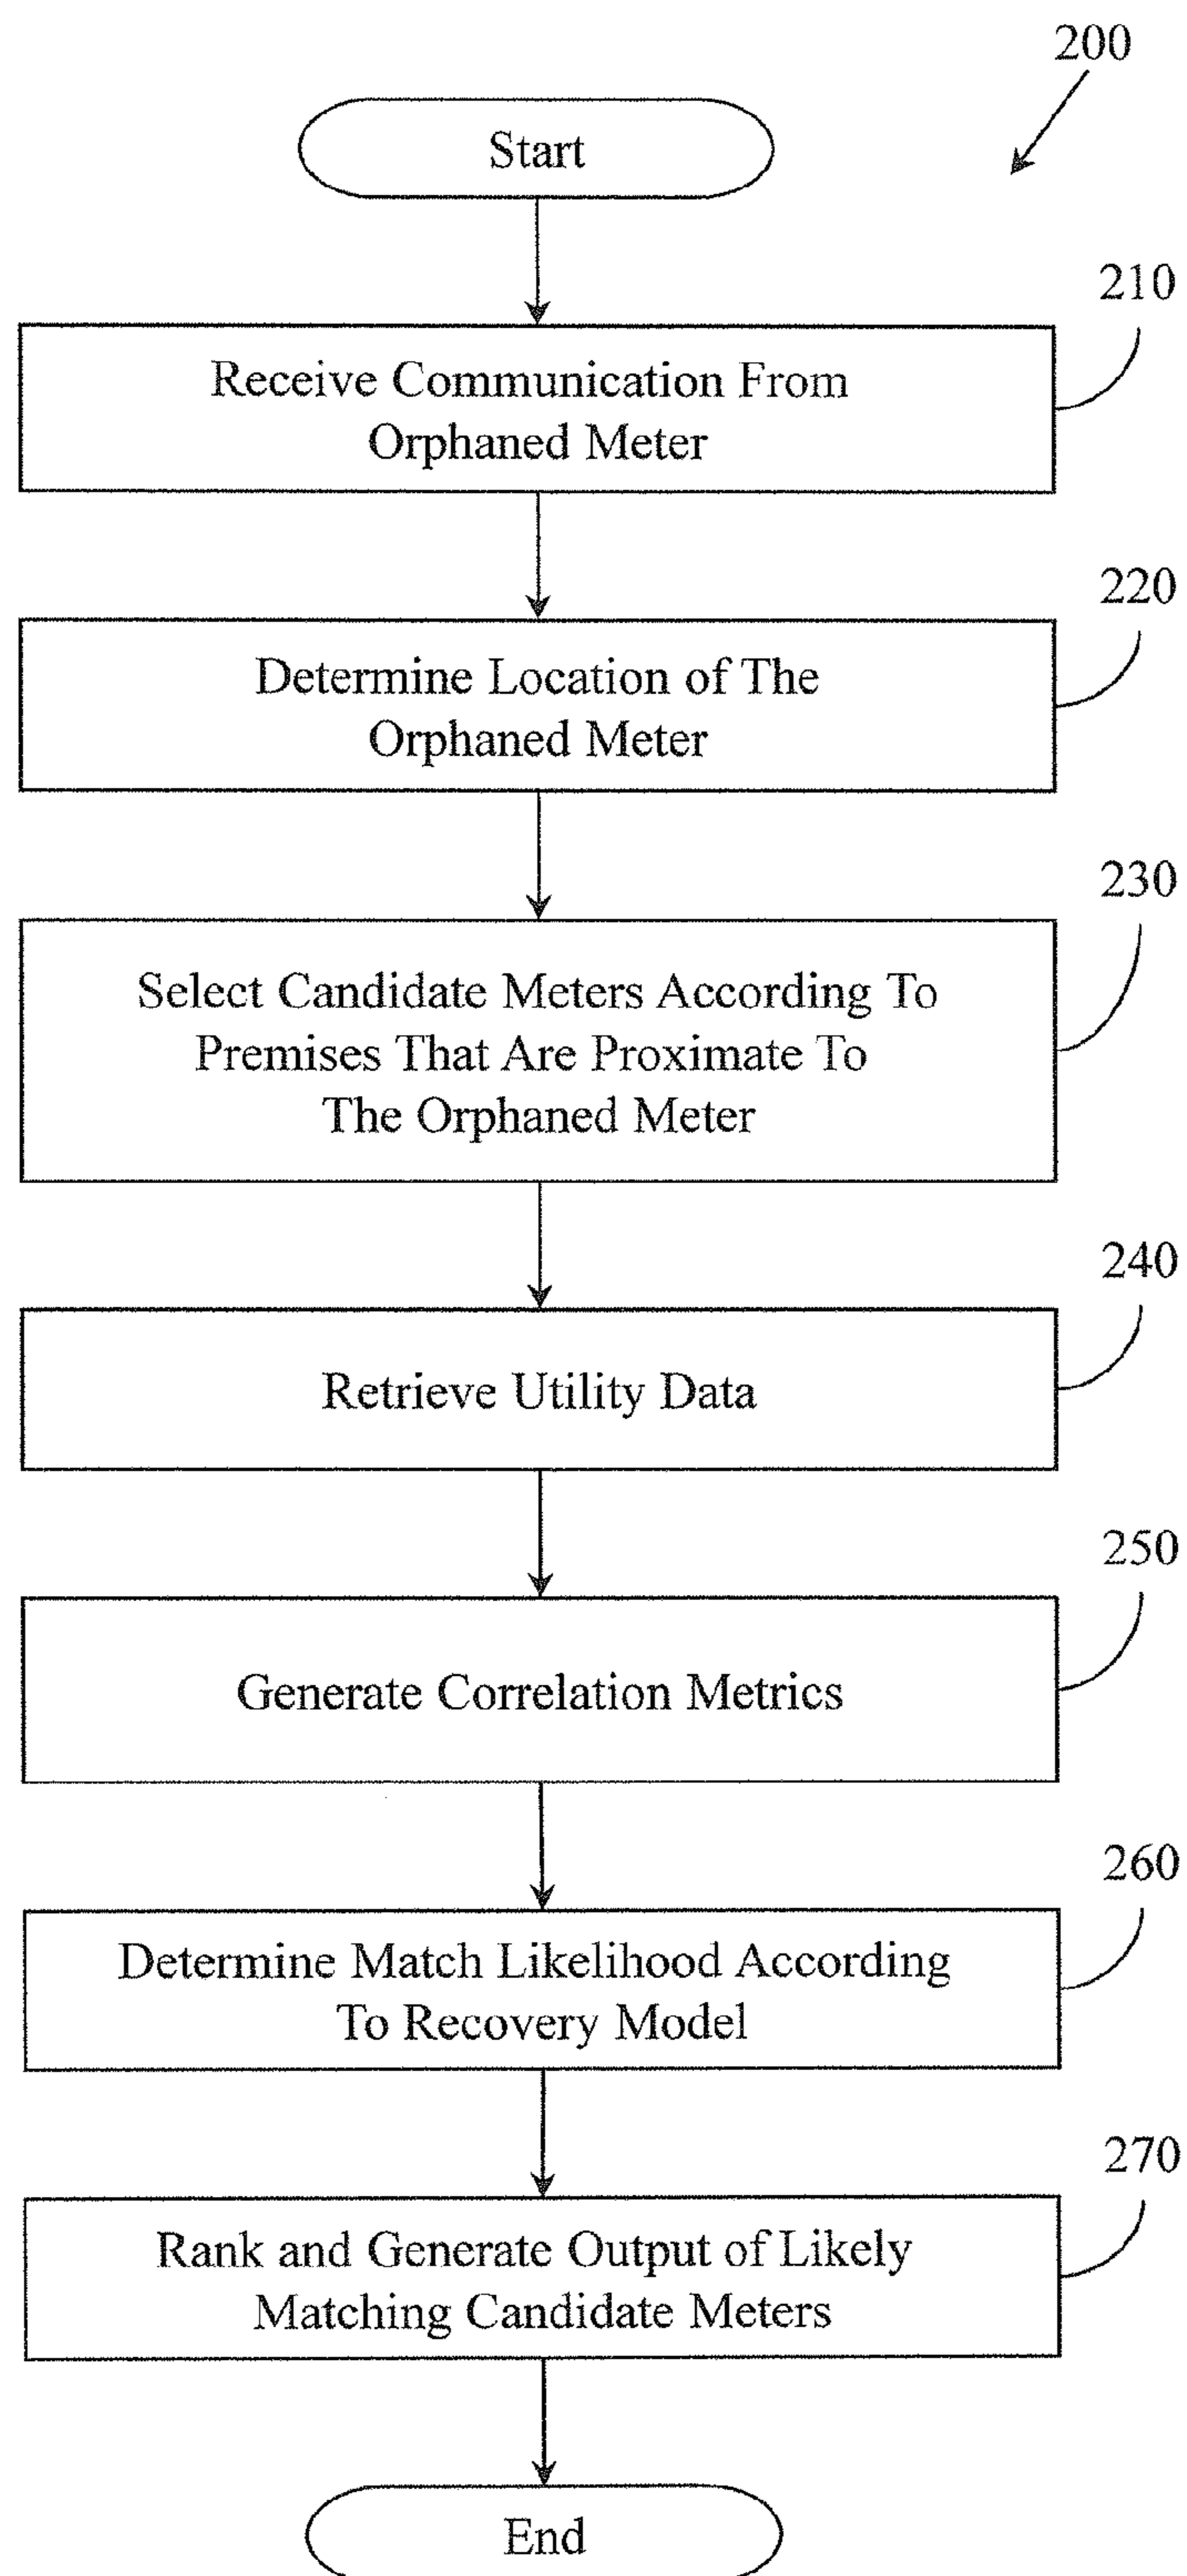 200
Start
210
Receive Communication From
Orphaned Meter
220
Determine Location of The
Orphaned Meter
230
Select Candidate Meters According To
Premises That Are Proximate To
The Orphaned Meter
240
Retrieve Utility Data
250
Generate Correlation Metrics
260
Determine Match Likelihood According
To Recovery Model
270
Rank and Generate Output of Likely
Matching Candidate Meters
End